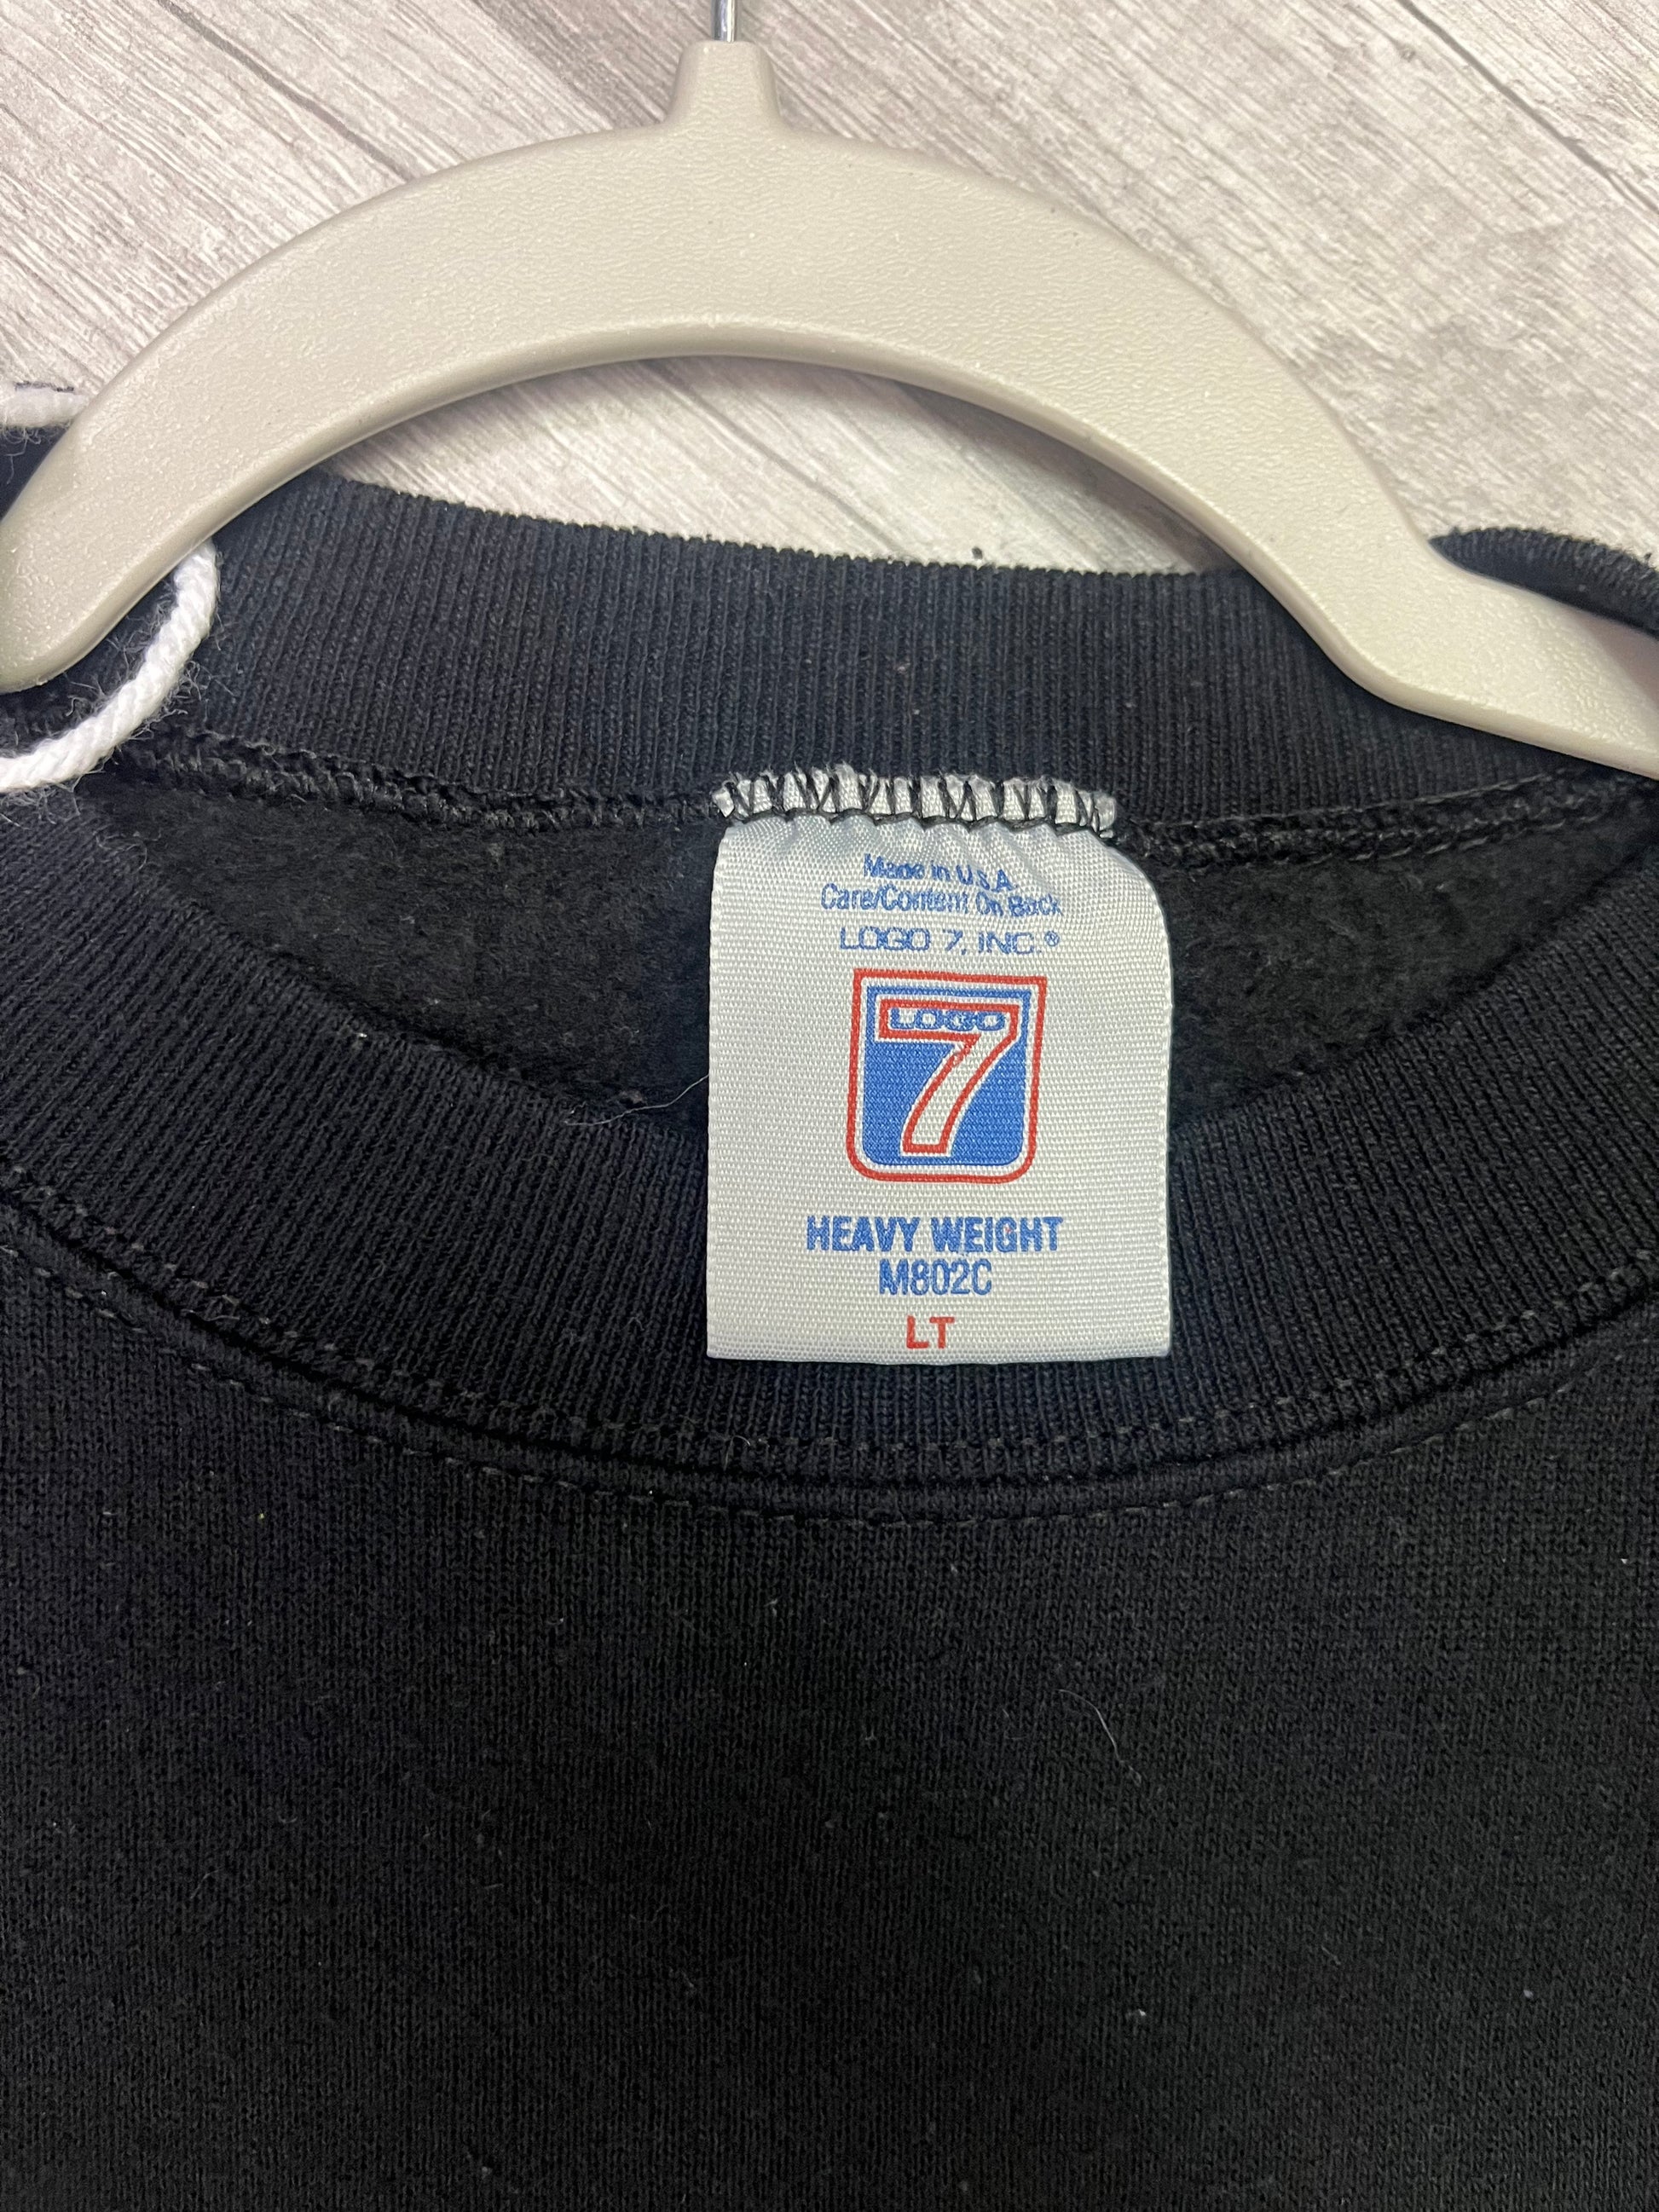 Made in U.S.A.
Care/Content On Back
LOGO 7, INC.®
LOGO
7
HEAVY WEIGHT
M802C
LT